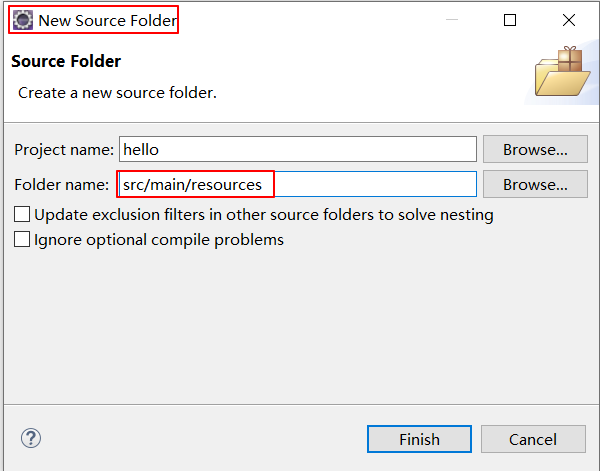 New Source Folder
Source Folder
Create a new source folder.
Project name: hello Browse...
Folder name: src/main/resources Browse...
Update exclusion filters in other source folders to solve nesting
Ignore optional compile problems
? Finish Cancel